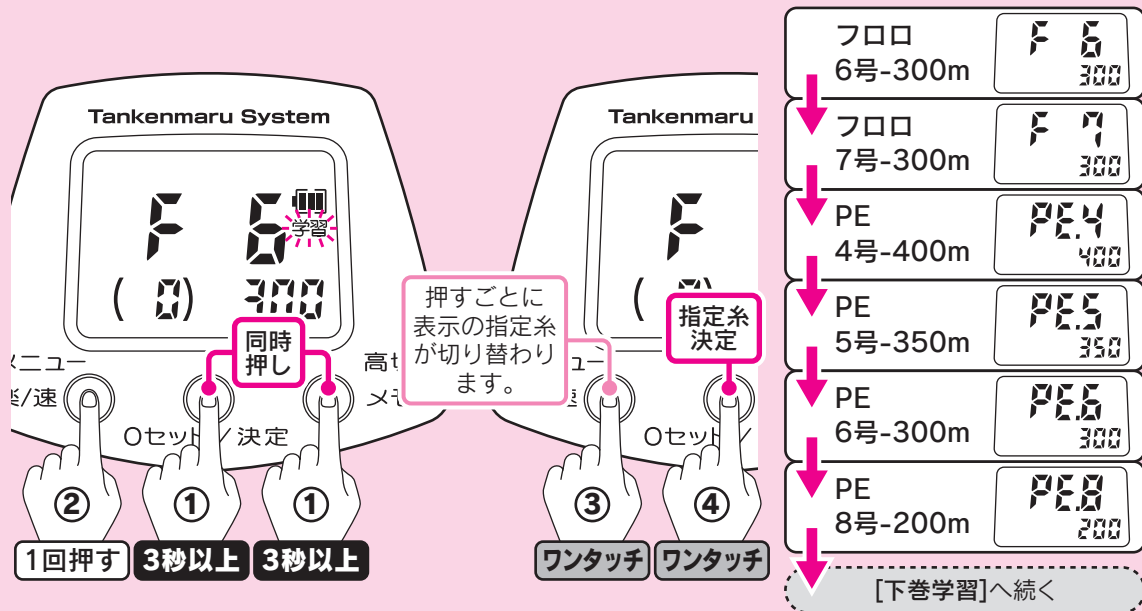 Tankenmaru System
F 6
学習
(0) 300
同時
押し
メニュー
楽/速
高切
メモ
0セット/決定
②
①
①
1回押す
3秒以上
3秒以上
Tankenmaru
F
(0)
押すごとに
表示の指定糸
が切り替わり
ます。
指定糸
決定
ュー
速
0セット/
③
④
ワンタッチ
ワンタッチ
フロロ
6号-300m
F 6
300
フロロ
7号-300m
F 7
300
PE
4号-400m
PE.4
400
PE
5号-350m
PE.5
350
PE
6号-300m
PE.6
300
PE
8号-200m
PE.8
200
[下巻学習]へ続く